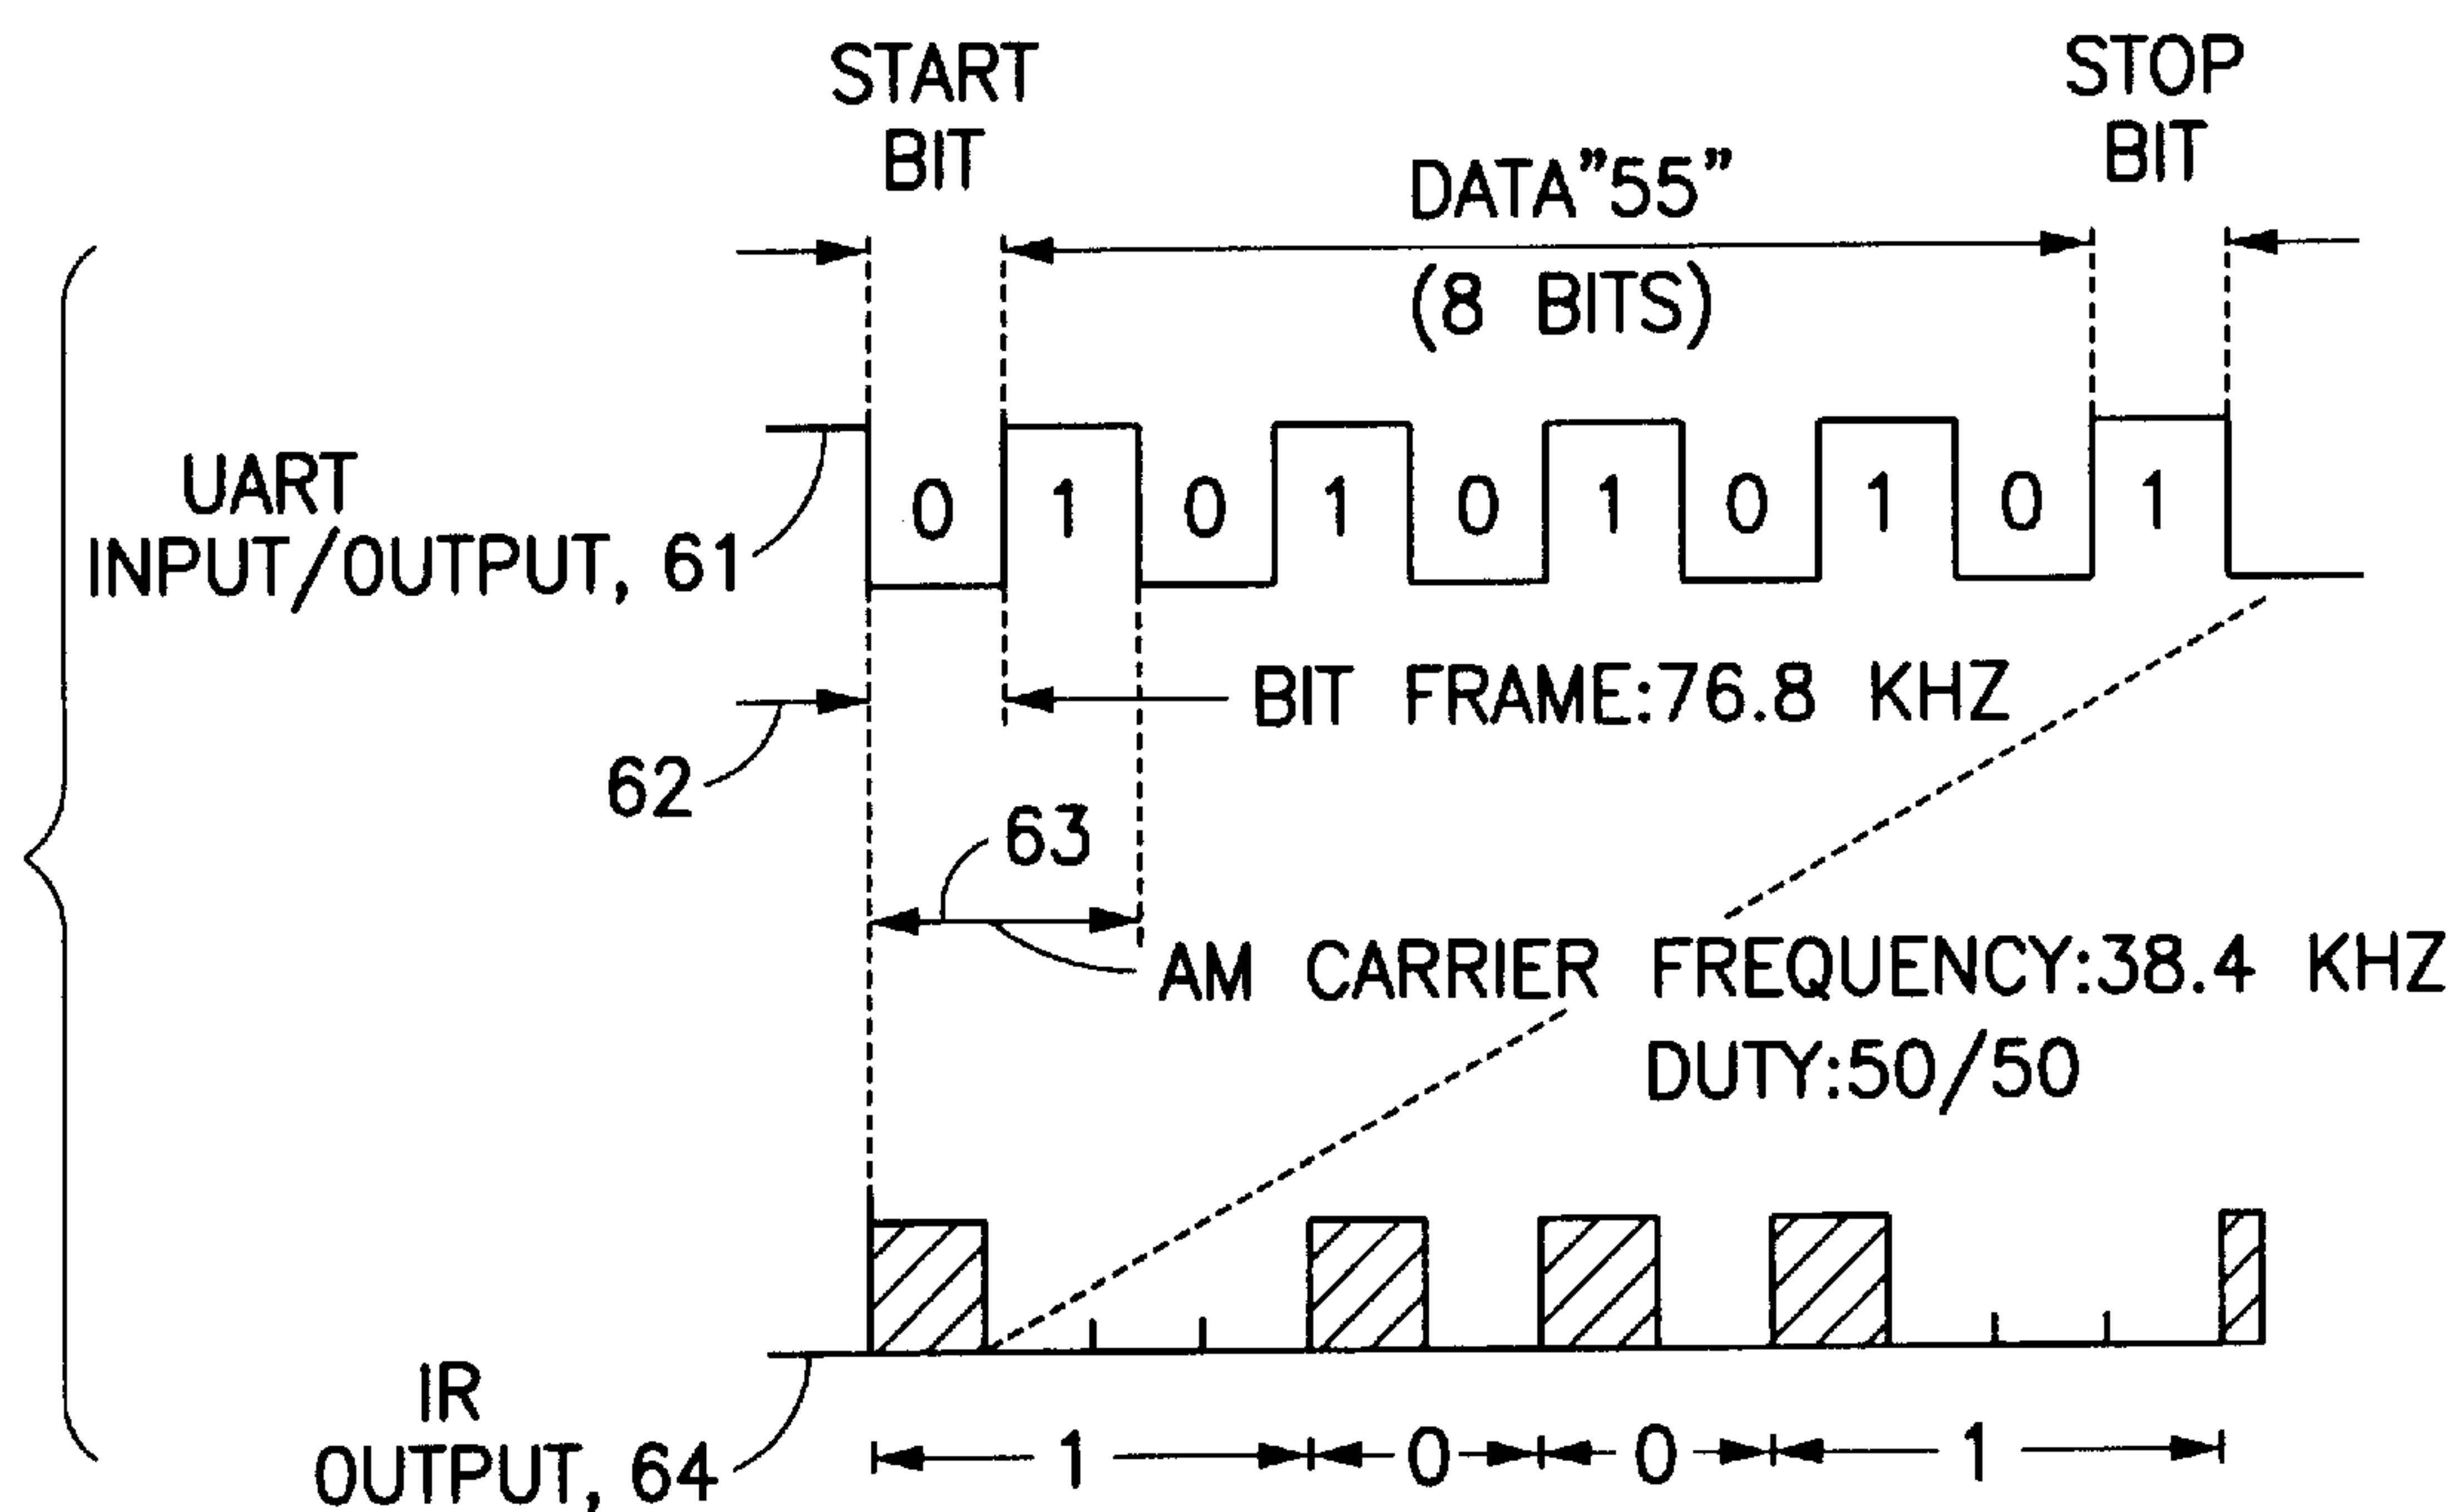 START
BIT
STOP
BIT
DATA"55"
(8 BITS)
UART
INPUT/OUTPUT, 61
0 1 0 1 0 1 0 1 0 1
62
BIT FRAME:76.8 KHZ
63
AM CARRIER FREQUENCY:38.4 KHZ
DUTY:50/50
IR
OUTPUT, 64
1 0 0 1